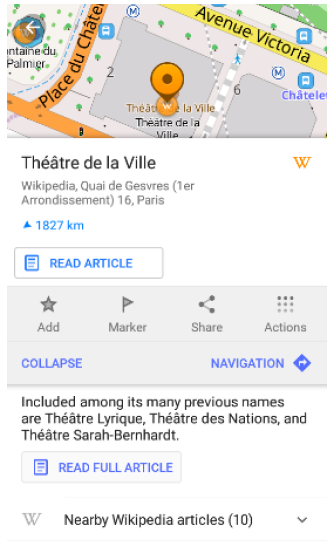 Avenue Victoria
Place du Châtel
ntaine du
Palmier
M
M
Châtelet
2
6
8
Théâtre de la Ville
Théâtre de la
Ville
Théâtre de la Ville
W
Wikipedia, Quai de Gesvres (1er
Arrondissement) 16, Paris
1827 km
READ ARTICLE
Add Marker Share Actions
COLLAPSE NAVIGATION
Included among its many previous names
are Théâtre Lyrique, Théâtre des Nations, and
Théâtre Sarah-Bernhardt.
READ FULL ARTICLE
W Nearby Wikipedia articles (10)